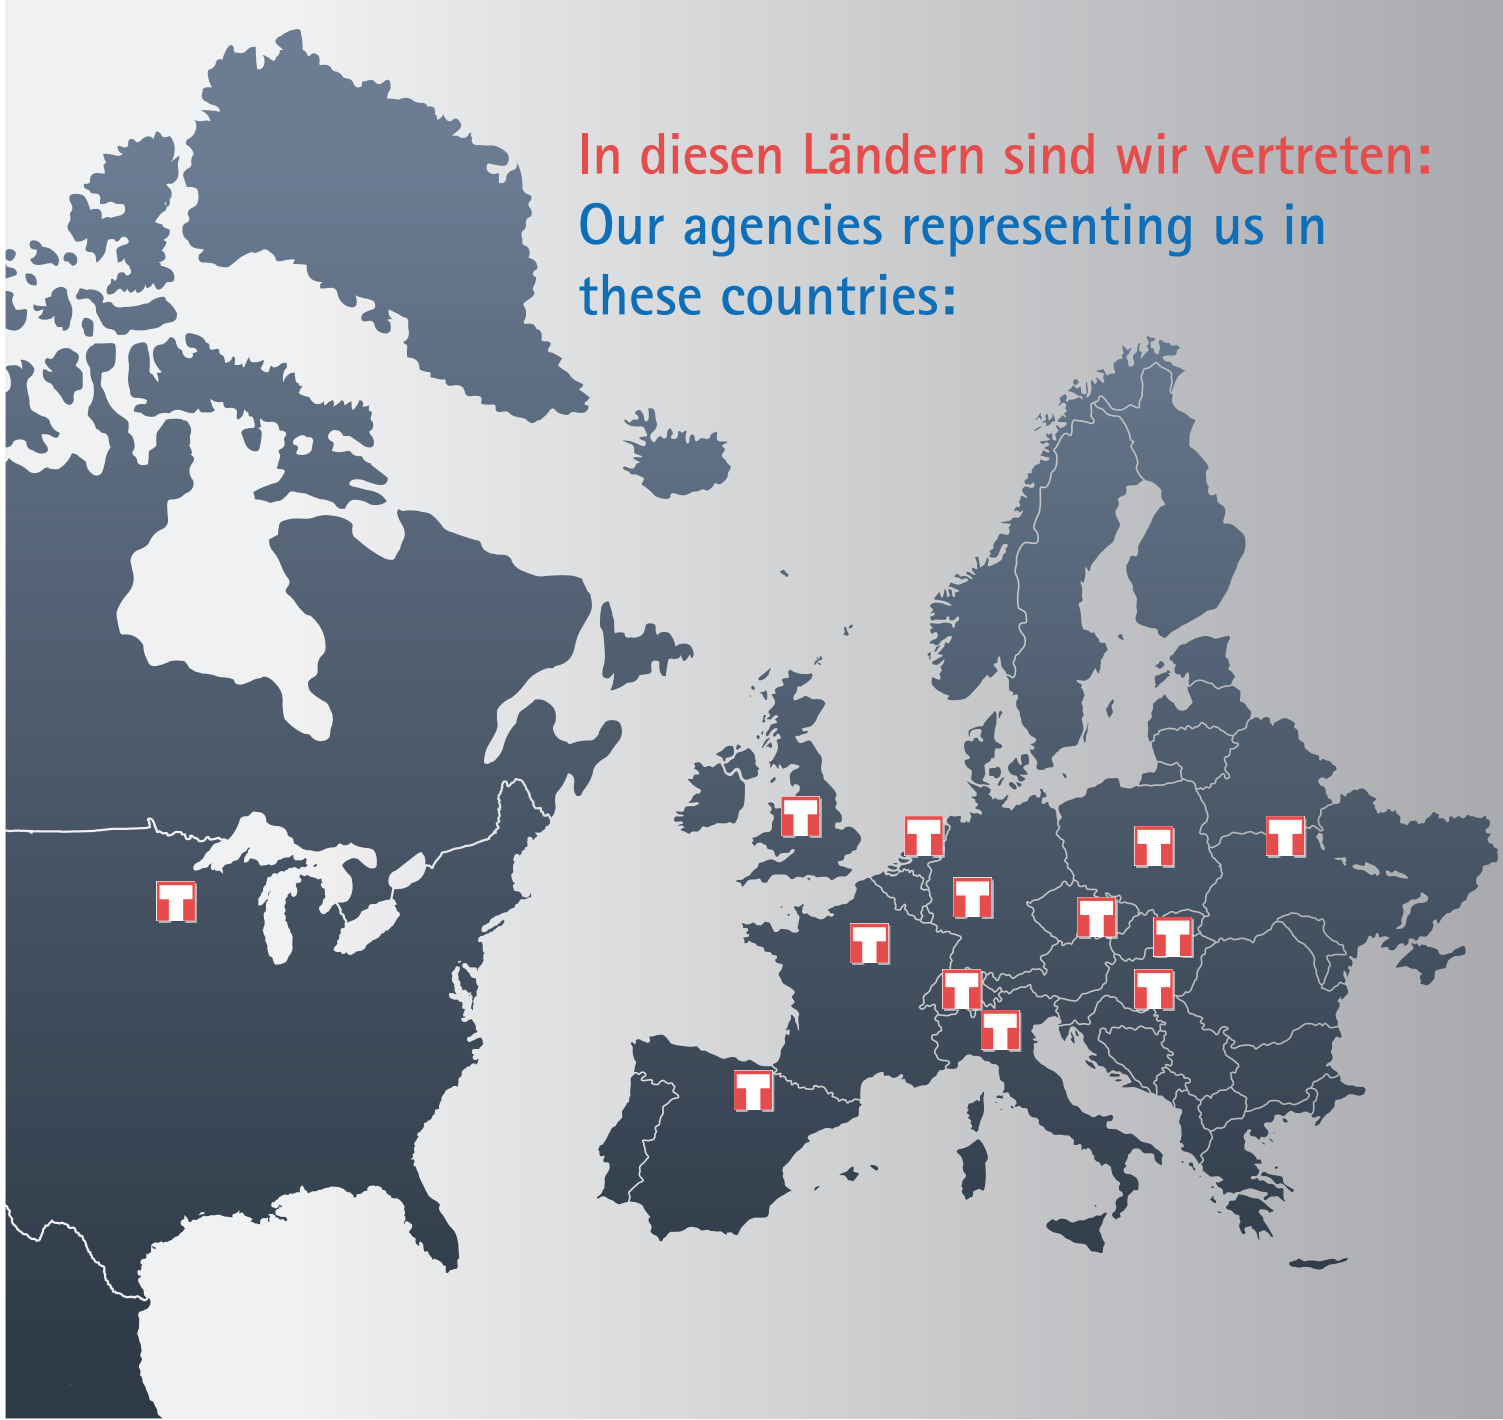 In diesen Ländern sind wir vertreten:
Our agencies representing us in
these countries:
T
T
T
T
T
T
T
T
T
T
T
T
T